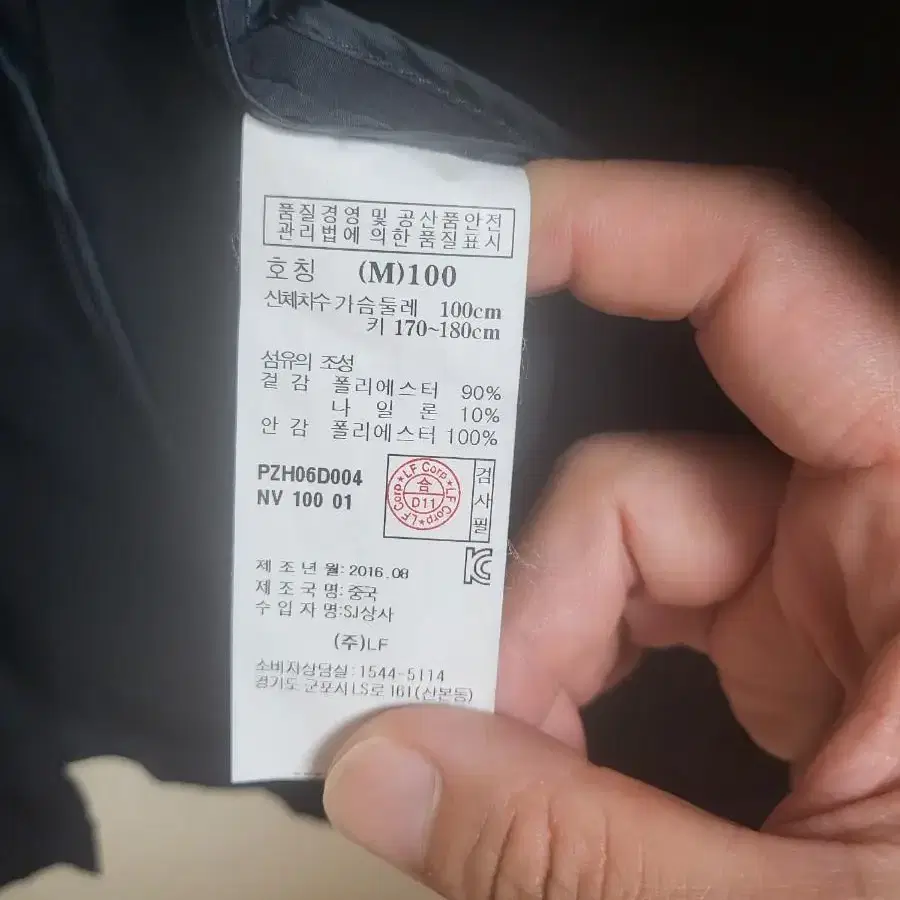 품질경영 및 공산품안전
관리법에 의한 품질표시
호칭 (M)100
신체차수 가슴둘레 100cm
키 170~180cm
섬유의 조성
겉감 폴리에스터 90%
나일론 10%
안감 폴리에스터 100%
PZH06D004
NV 100 01
LF Corp★LF Corp★LF Corp★
合
D11
검사필
제조년월: 2016.08
제조국명: 중국
수입자명:SJ상사
(주)LF
소비자상담실: 1544-5114
경기도 군포시 LS로 161(산본동)